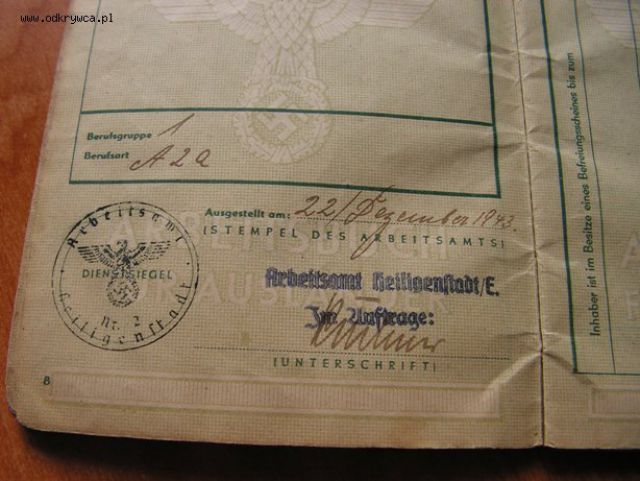 www.odkrywca.pl
Berufsgruppe 1
Berufsart A2a
Ausgestellt am: 22/Dezember 1943.
(STEMPEL DES ARBEITSAMTS)
Arbeitsamt
DIENSTSIEGEL
Nr. 2
Heiligenstadt
Arbeitsamt Heiligenstadt/E.
Im Auftrage:
(UNTERSCHRIFT)
8
Inhaber ist im Besitze eines Befreiungsscheines bis zum